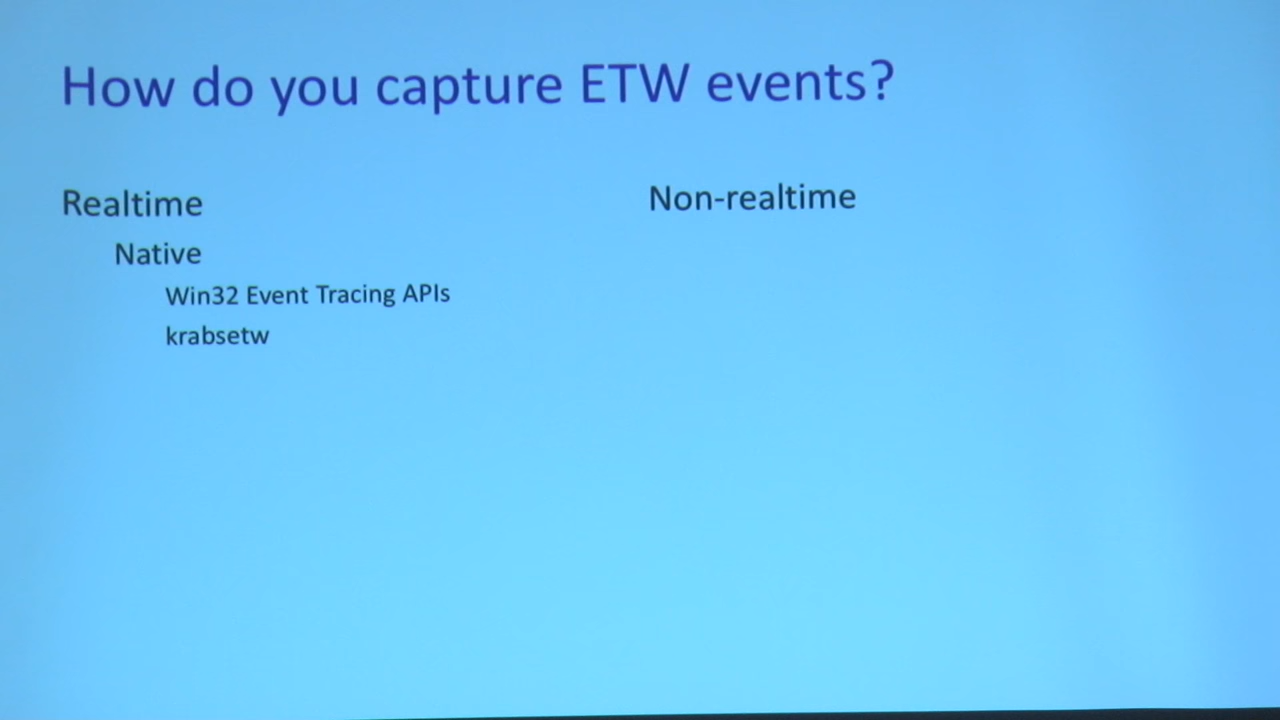 How do you capture ETW events?
Realtime
Native
Win32 Event Tracing APIs
krabsetw
Non-realtime